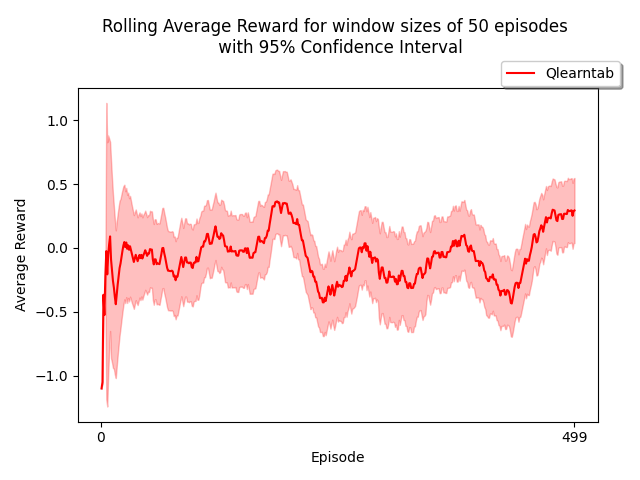 Rolling Average Reward for window sizes of 50 episodes
with 95% Confidence Interval
Qlearntab
1.0
0.5
0.0
−0.5
−1.0
Average Reward
0
499
Episode